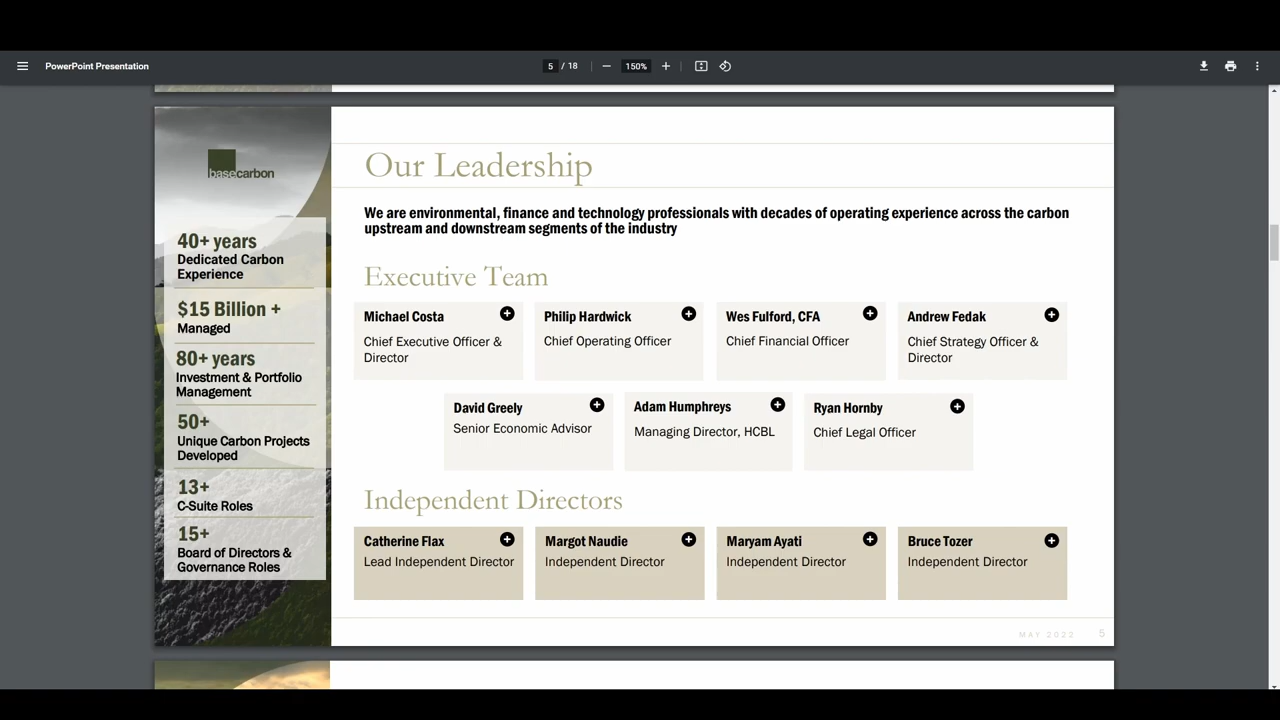 PowerPoint Presentation
5 / 18
150%
basecarbon
40+ years
Dedicated Carbon
Experience
$15 Billion +
Managed
80+ years
Investment & Portfolio
Management
50+
Unique Carbon Projects
Developed
13+
C-Suite Roles
15+
Board of Directors &
Governance Roles
Our Leadership
We are environmental, finance and technology professionals with decades of operating experience across the carbon
upstream and downstream segments of the industry
Executive Team
Michael Costa
Chief Executive Officer &
Director
Philip Hardwick
Chief Operating Officer
Wes Fulford, CFA
Chief Financial Officer
Andrew Fedak
Chief Strategy Officer &
Director
David Greely
Senior Economic Advisor
Adam Humphreys
Managing Director, HCBL
Ryan Hornby
Chief Legal Officer
Independent Directors
Catherine Flax
Lead Independent Director
Margot Naudie
Independent Director
Maryam Ayati
Independent Director
Bruce Tozer
Independent Director
MAY 2022 5